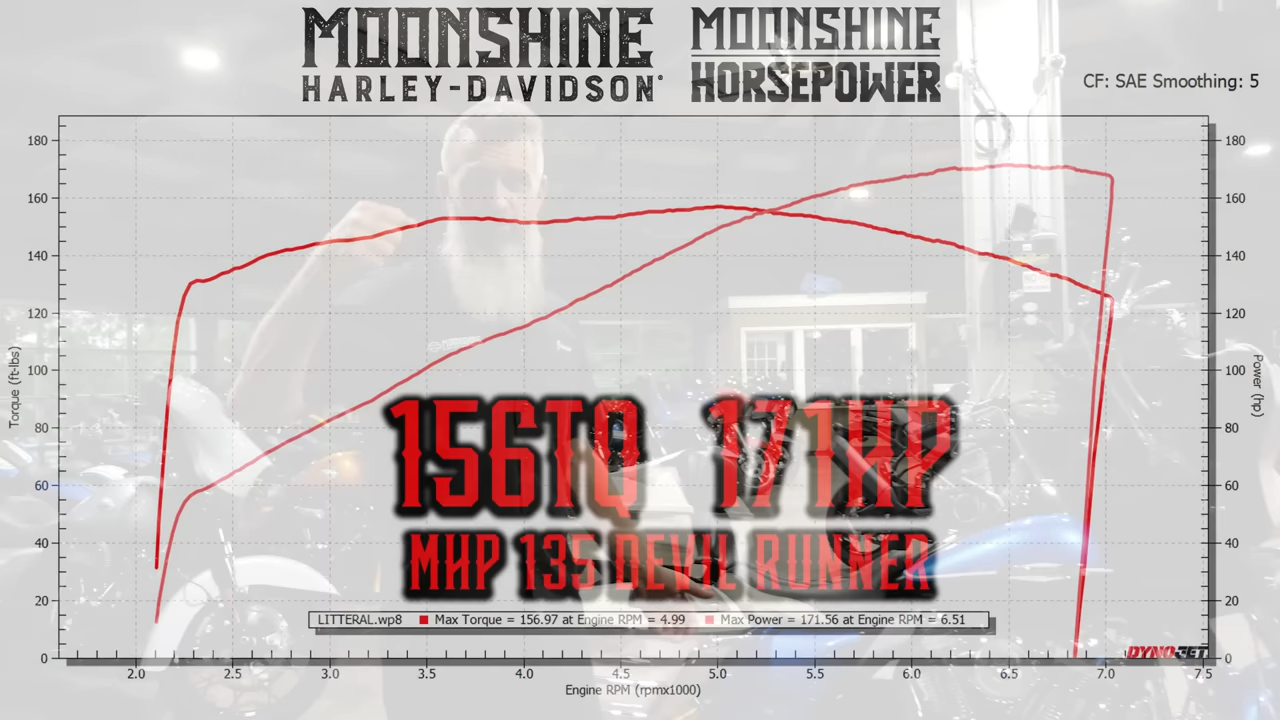 MOONSHINE
HARLEY-DAVIDSON®
MOONSHINE
HORSEPOWER
CF: SAE Smoothing: 5
180
160
140
120
100
80
60
40
20
0
Torque (ft-lbs)
180
160
140
120
100
80
60
40
20
0
Power (hp)
156TQ 171HP
MHP 135 DEVIL RUNNER
LITTERAL.wp8 Max Torque = 156.97 at Engine RPM = 4.99 Max Power = 171.56 at Engine RPM = 6.51
DYNOJET
2.0 2.5 3.0 3.5 4.0 4.5 5.0 5.5 6.0 6.5 7.0 7.5
Engine RPM (rpmx1000)